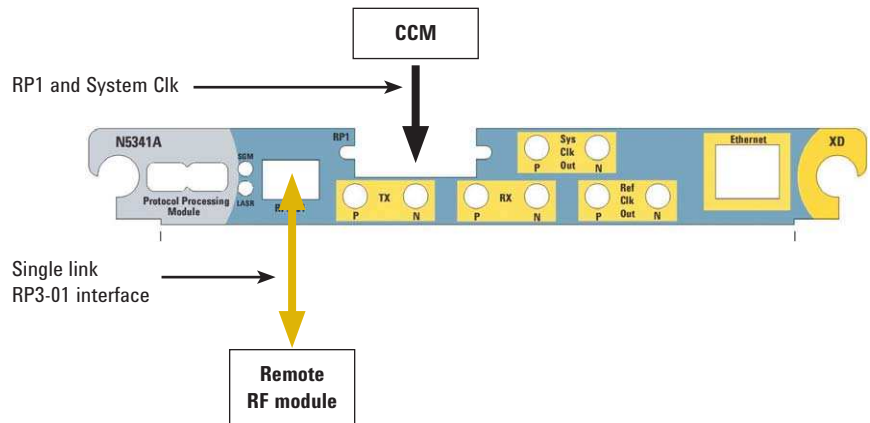 CCM
RP1 and System Clk
N5341A
RP1
Sys
Clk
Out
P
N
Ethernet
XD
SGM
LASR
Protocol Processing
Module
TX
P
N
RX
P
N
Ref
Clk
Out
P
N
Single link
RP3-01 interface
Remote
RF module